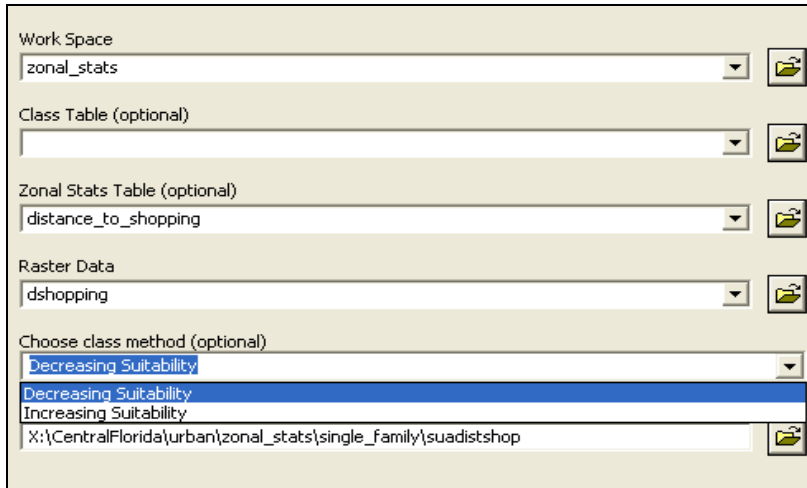 Work Space
zonal_stats
Class Table (optional)
Zonal Stats Table (optional)
distance_to_shopping
Raster Data
dshopping
Choose class method (optional)
Decreasing Suitability
Decreasing Suitability
Increasing Suitability
X:\CentralFlorida\urban\zonal_stats\single_family\suadistshop